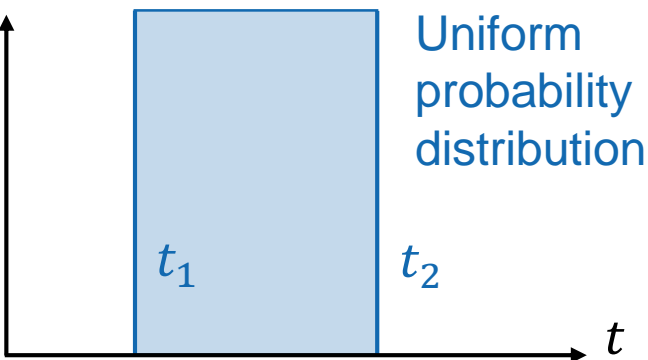 Uniform
probability
distribution
t₁
t₂
t